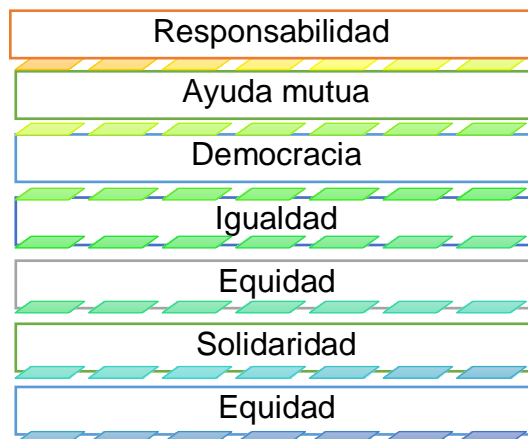 Responsabilidad
Ayuda mutua
Democracia
Igualdad
Equidad
Solidaridad
Equidad